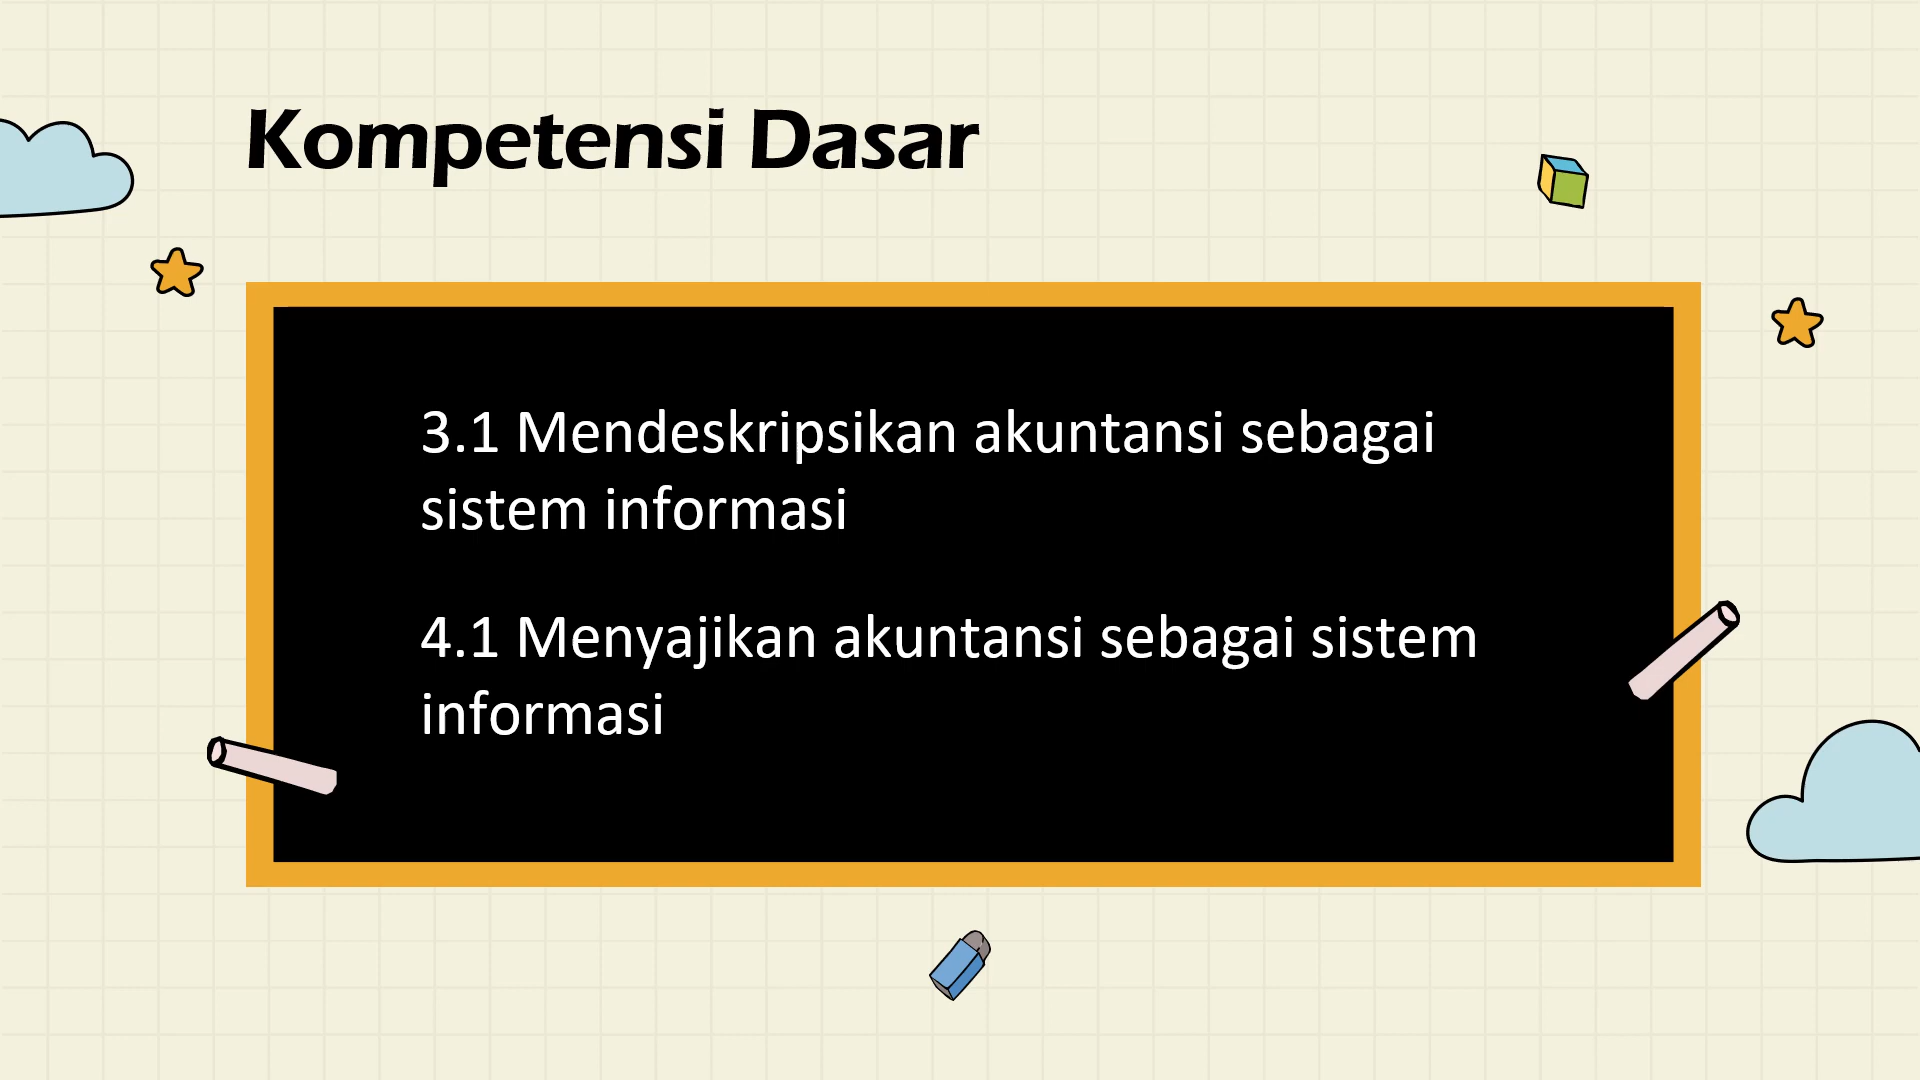 Kompetensi Dasar
3.1 Mendeskripsikan akuntansi sebagai
sistem informasi
4.1 Menyajikan akuntansi sebagai sistem
informasi